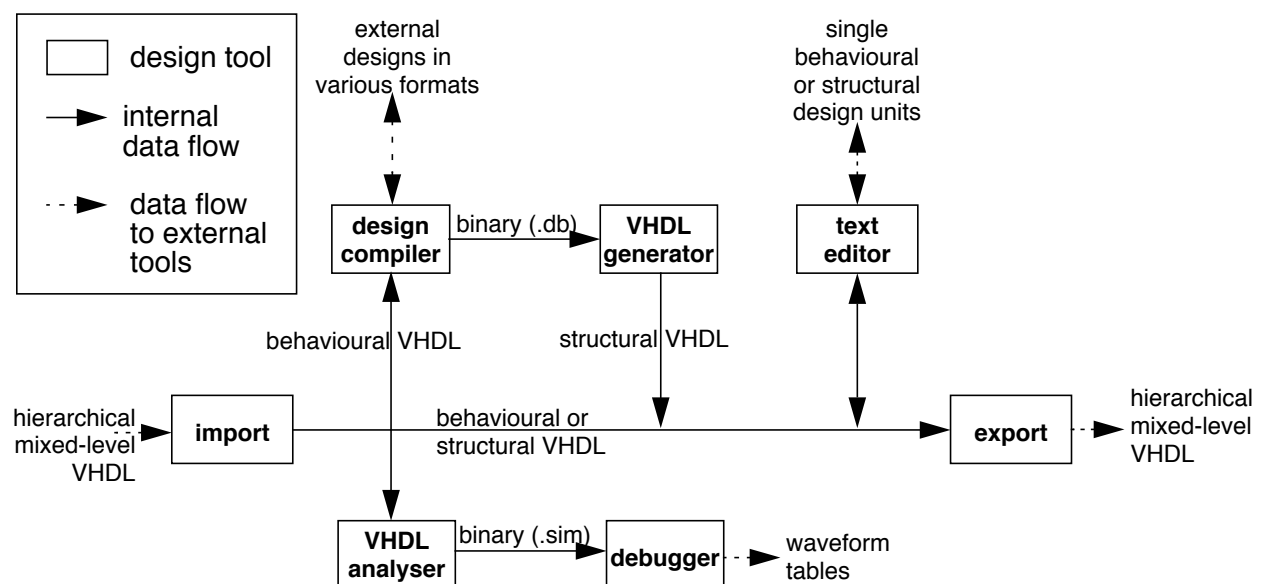 design tool
internal
data flow
data flow
to external
tools
external
designs in
various formats
single
behavioural
or structural
design units
design
compiler
binary (.db)
VHDL
generator
text
editor
behavioural VHDL
structural VHDL
hierarchical
mixed-level
VHDL
import
behavioural or
structural VHDL
export
hierarchical
mixed-level
VHDL
VHDL
analyser
binary (.sim)
debugger
waveform
tables